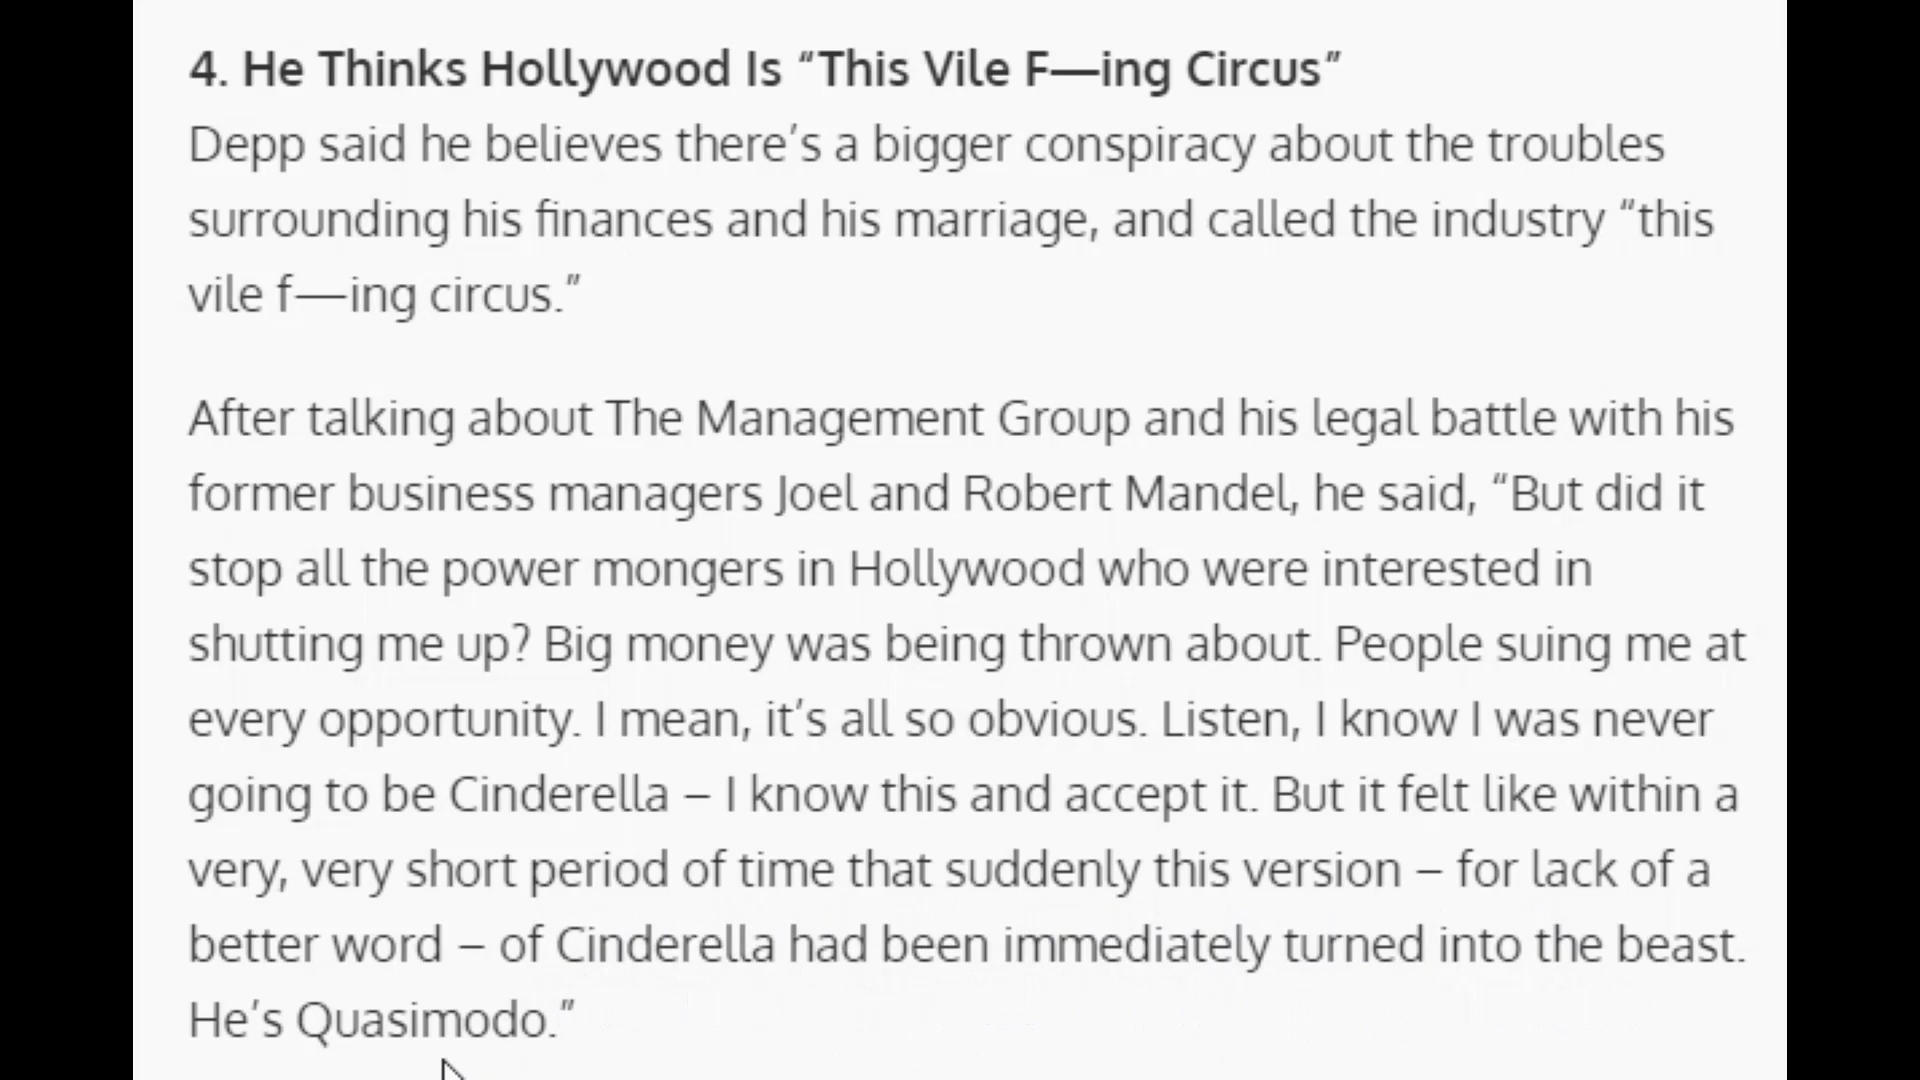 4. He Thinks Hollywood Is “This Vile F—ing Circus”
Depp said he believes there’s a bigger conspiracy about the troubles
surrounding his finances and his marriage, and called the industry “this
vile f—ing circus.”
After talking about The Management Group and his legal battle with his
former business managers Joel and Robert Mandel, he said, “But did it
stop all the power mongers in Hollywood who were interested in
shutting me up? Big money was being thrown about. People suing me at
every opportunity. I mean, it’s all so obvious. Listen, I know I was never
going to be Cinderella – I know this and accept it. But it felt like within a
very, very short period of time that suddenly this version – for lack of a
better word – of Cinderella had been immediately turned into the beast.
He’s Quasimodo.”